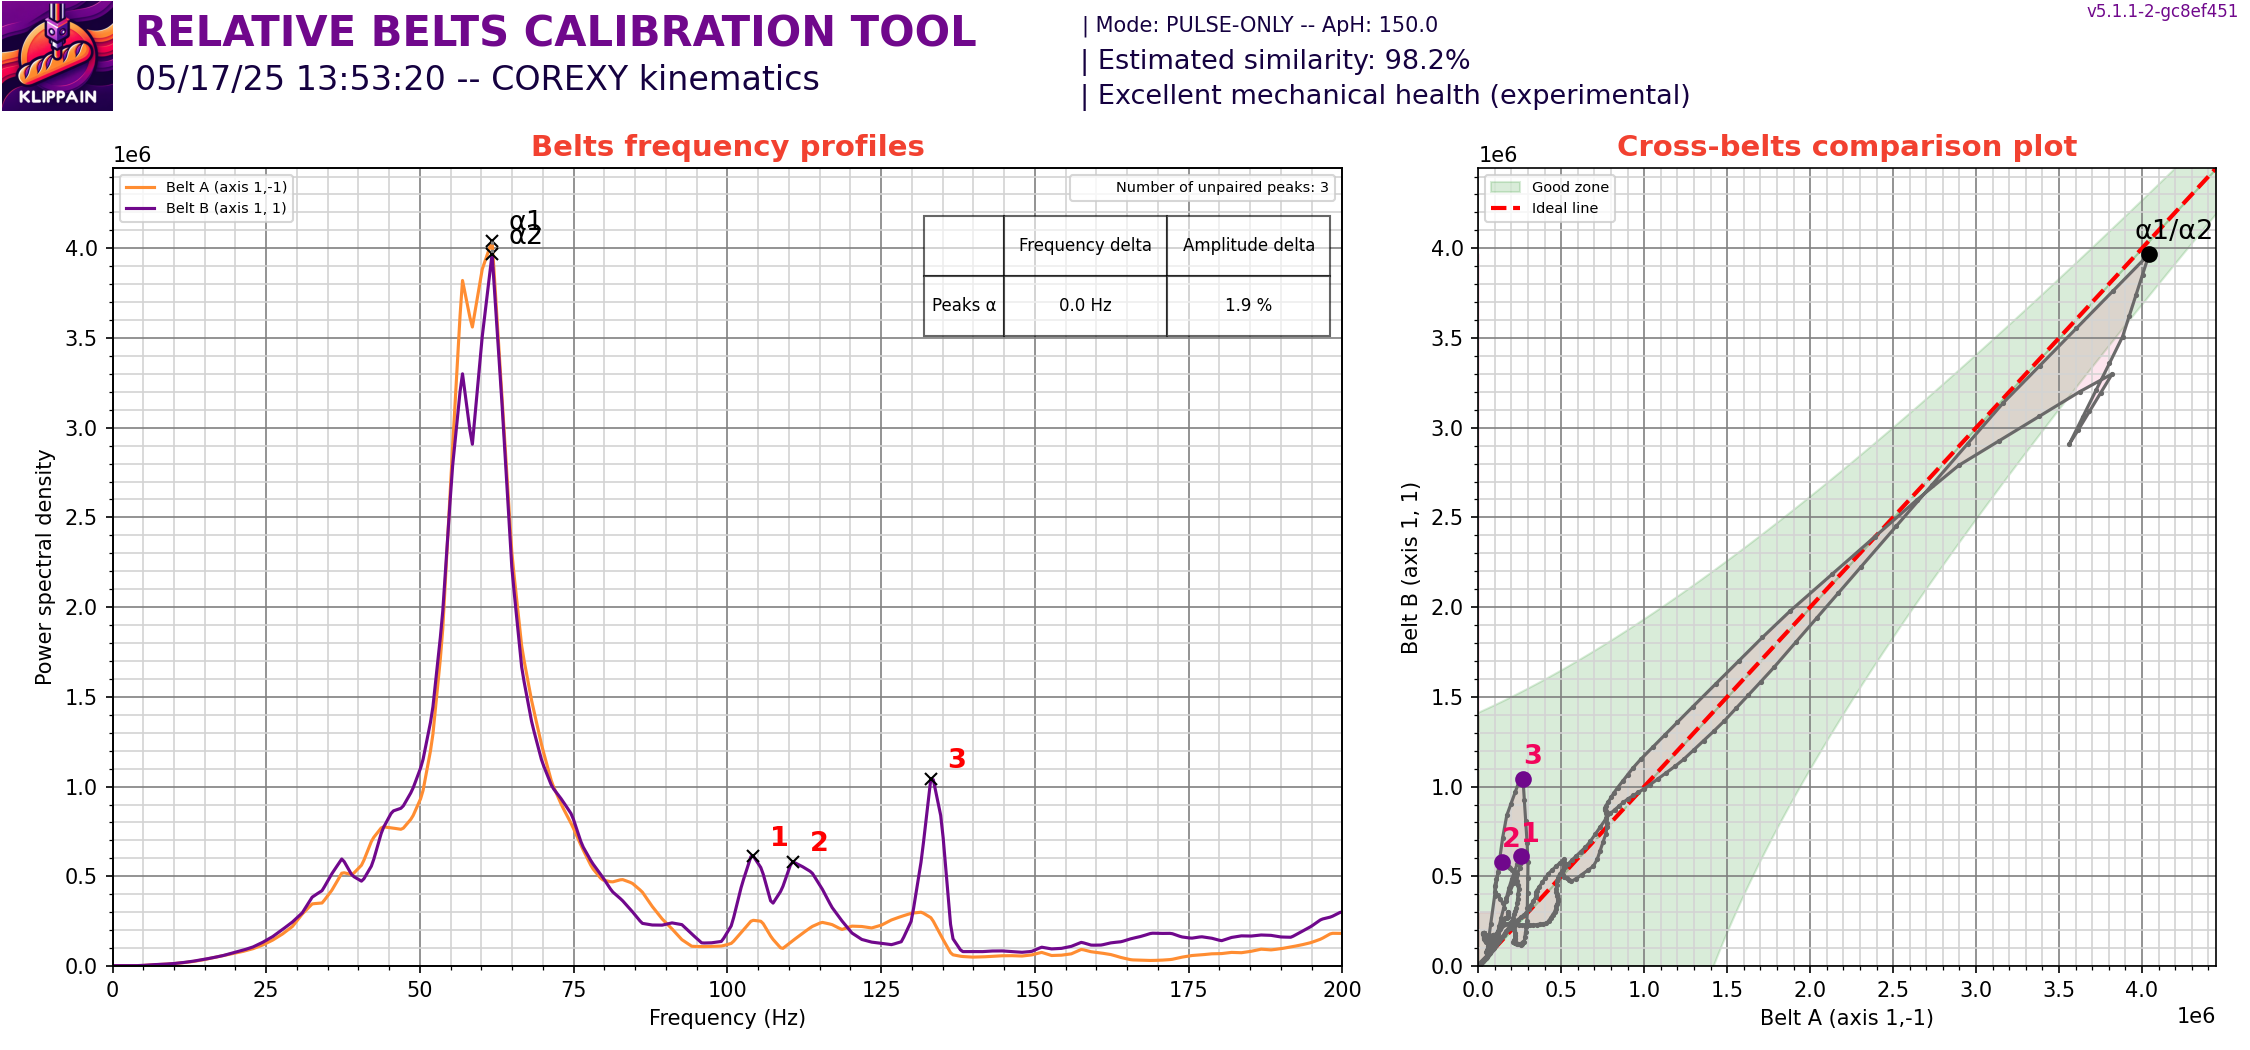 RELATIVE BELTS CALIBRATION TOOL
05/17/25 13:53:20 -- COREXY kinematics
KLIPPAIN
| Mode: PULSE-ONLY -- ApH: 150.0
| Estimated similarity: 98.2%
| Excellent mechanical health (experimental)
v5.1.1-2-gc8ef451
Belts frequency profiles
1e6
Belt A (axis 1,-1)
Belt B (axis 1, 1)
Number of unpaired peaks: 3
Frequency delta Amplitude delta
Peaks α 0.0 Hz 1.9 %
α1
α2
1
2
3
Power spectral density
4.0
3.5
3.0
2.5
2.0
1.5
1.0
0.5
0.0
0 25 50 75 100 125 150 175 200
Frequency (Hz)
Cross-belts comparison plot
1e6
Good zone
Ideal line
α1/α2
3
2
1
Belt B (axis 1, 1)
4.0
3.5
3.0
2.5
2.0
1.5
1.0
0.5
0.0
0.0 0.5 1.0 1.5 2.0 2.5 3.0 3.5 4.0
Belt A (axis 1,-1)
1e6